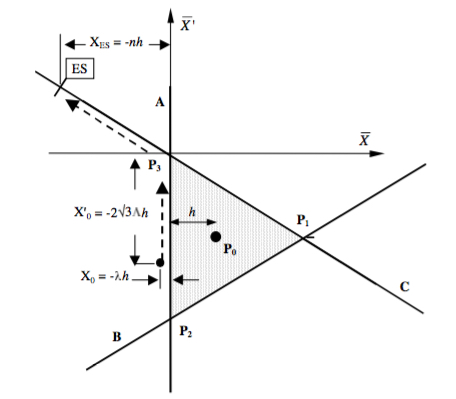 X̅'
X_ES = -nh
ES
A
X̅
P₃
X'₀ = -2√3Λh
h
P₁
P₀
X₀ = -λh
C
B
P₂